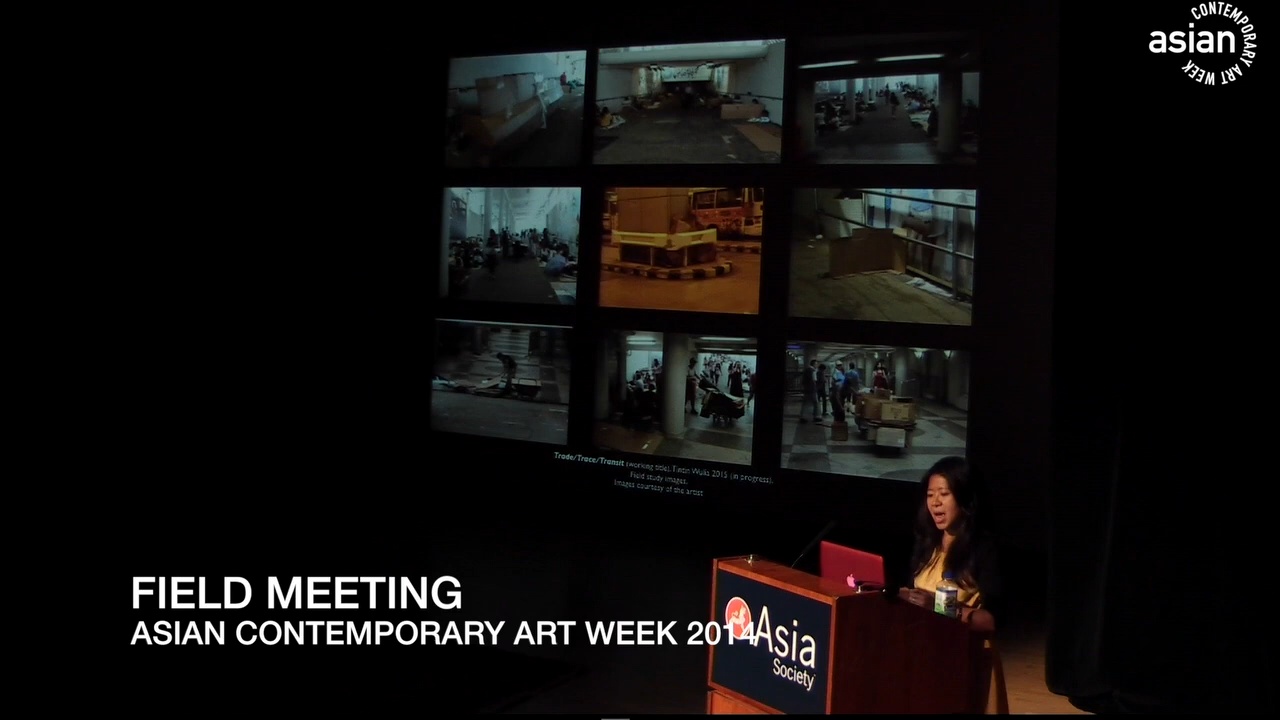 CONTEMPORARY ART WEEK
asian
Trade/Trace/Transit (working title), Tintin Wulia 2015 (in progress).
Field study images.
Images courtesy of the artist
FIELD MEETING
ASIAN CONTEMPORARY ART WEEK 2014
Asia
Society